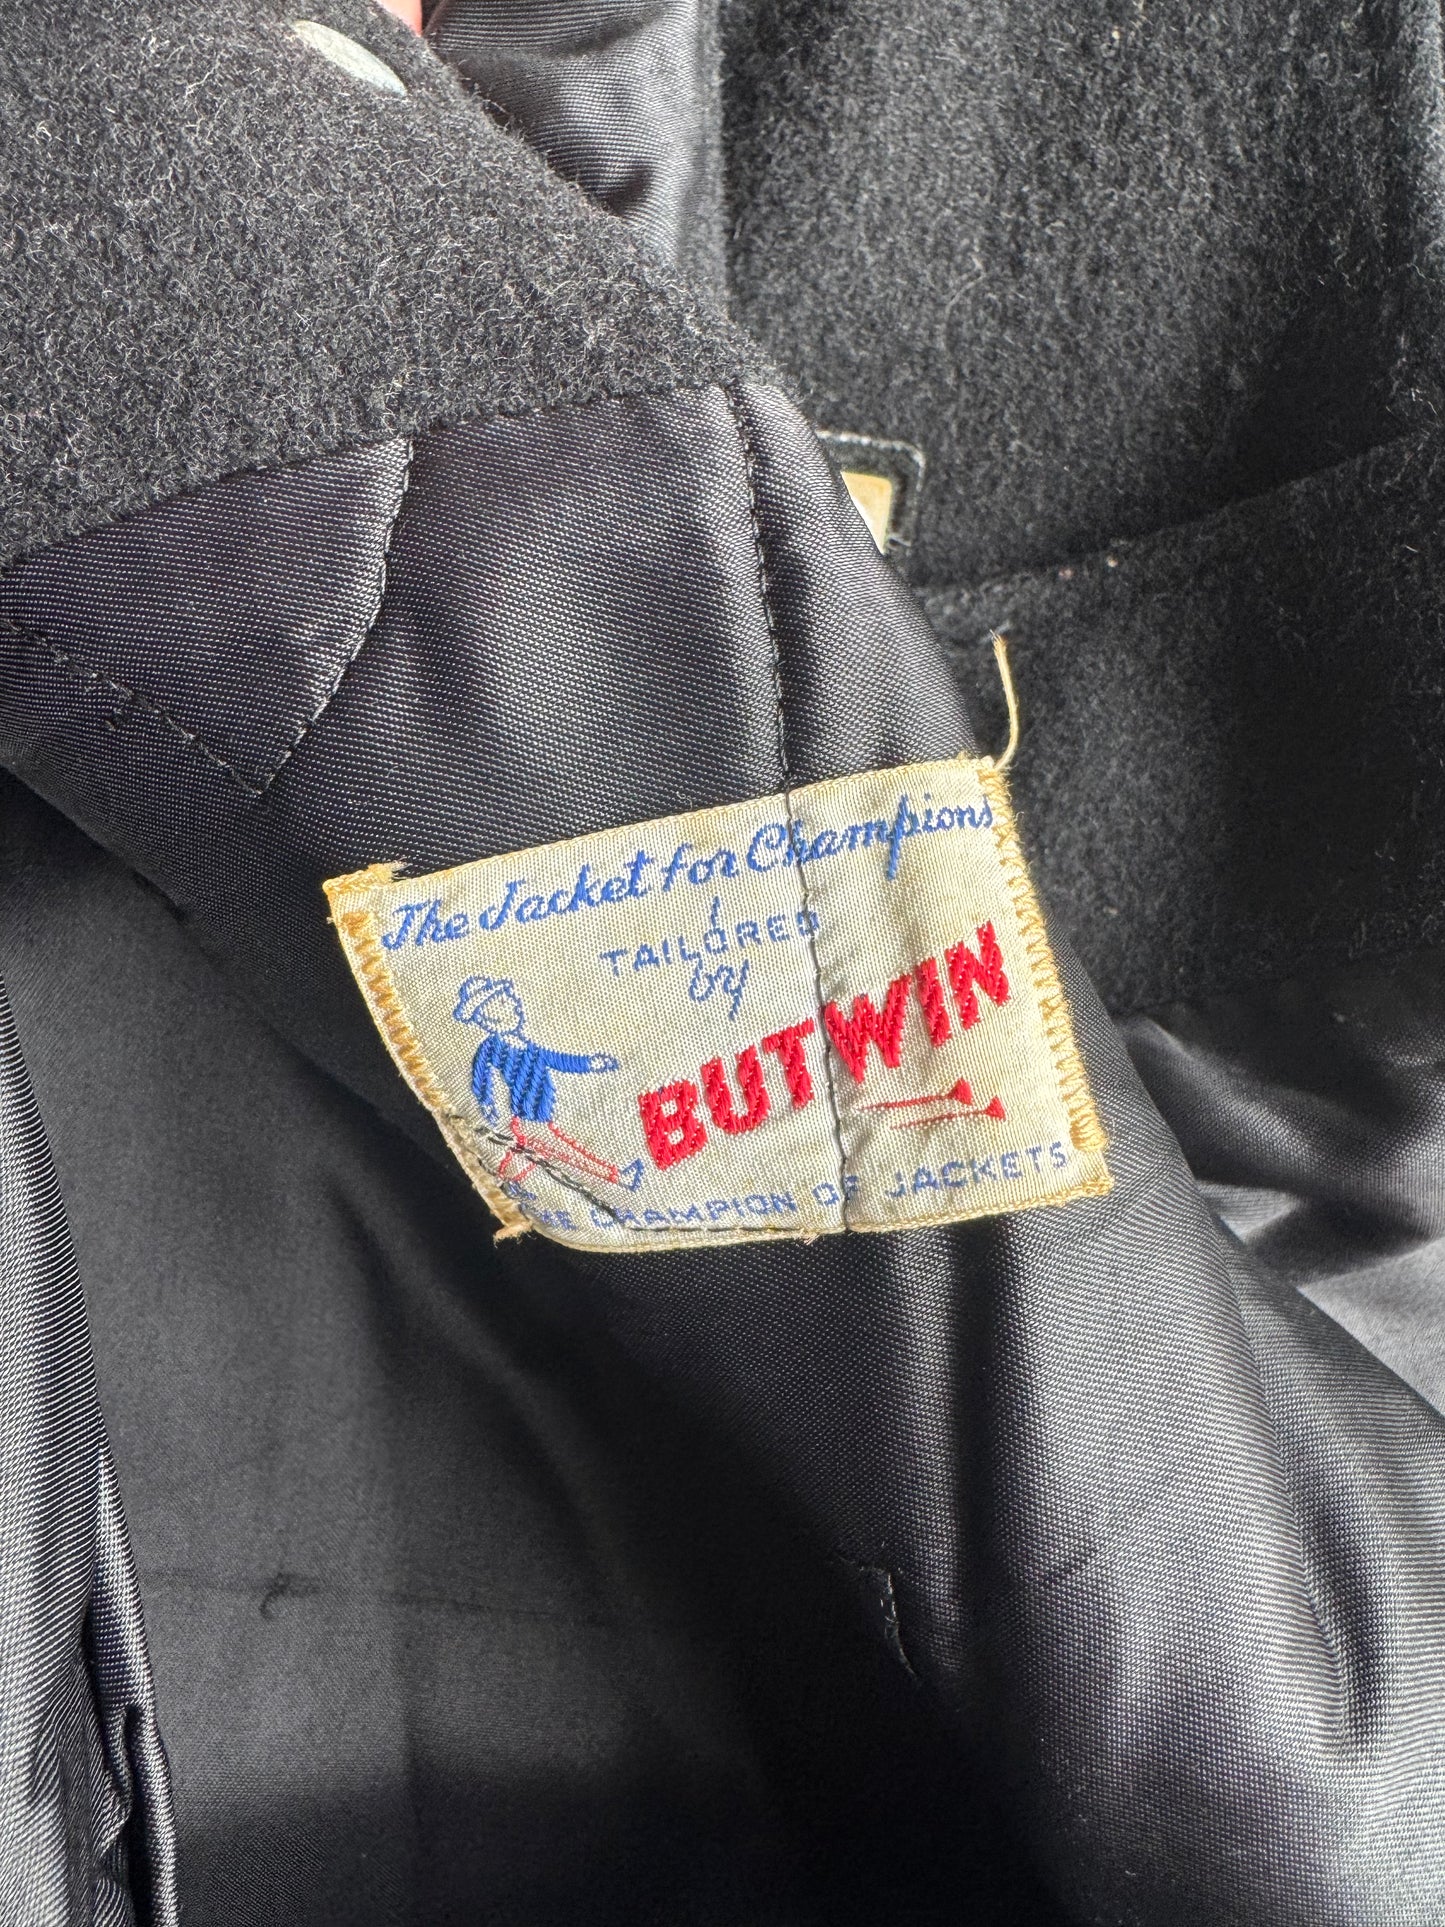 The Jacket for Champions
TAILORED
by
BUTWIN
THE CHAMPION OF JACKETS